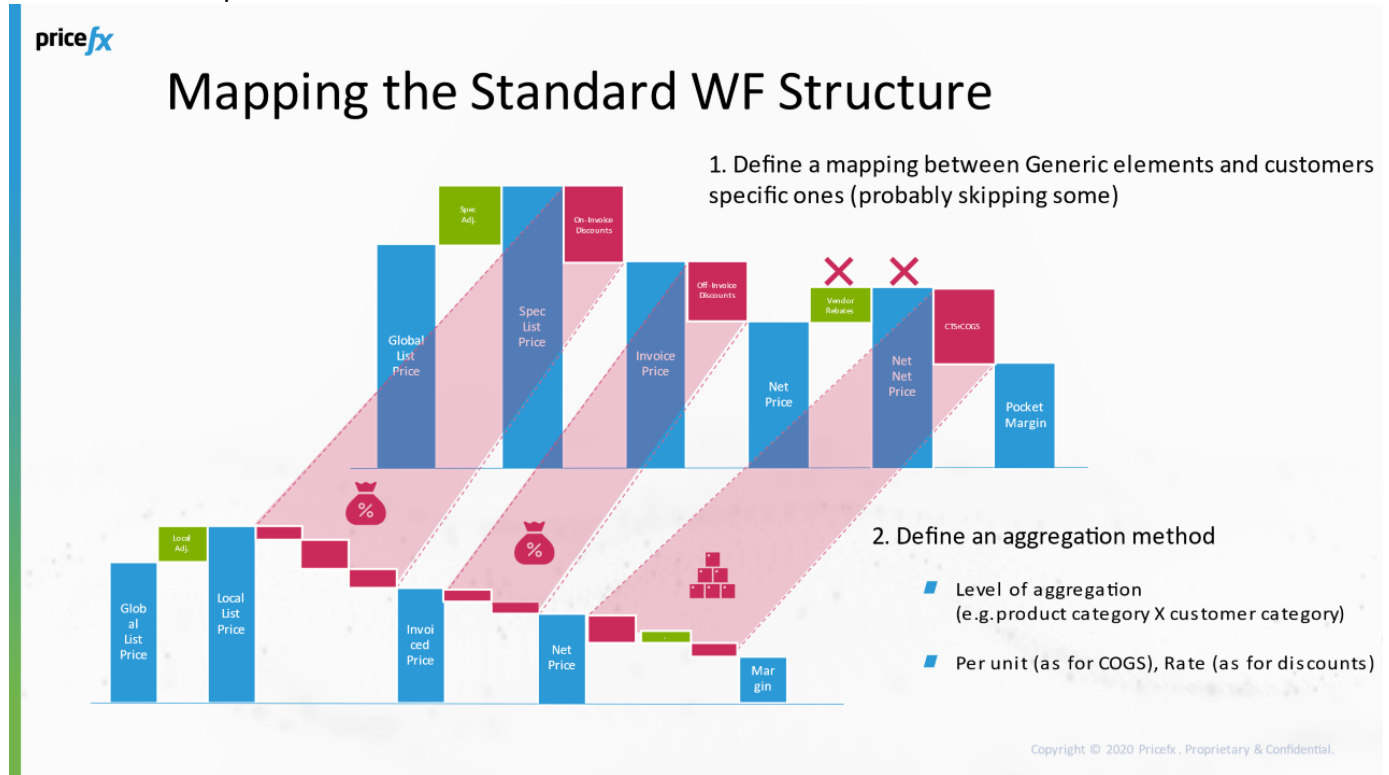 pricefx
Mapping the Standard WF Structure
1. Define a mapping between Generic elements and customers
specific ones (probably skipping some)
Spec
Adj.
On-Invoice
Discounts
Off-Invoice
Discounts
Vendor
Rebates
CTS+COGS
Global
List
Price
Spec
List
Price
Invoice
Price
Net
Price
Net
Net
Price
Pocket
Margin
%
%
2. Define an aggregation method
Level of aggregation
(e.g.product category X customer category)
Per unit (as for COGS), Rate (as for discounts)
Local
Adj.
Glob
al
List
Price
Local
List
Price
Invoi
ced
Price
Net
Price
Mar
gin
Copyright © 2020 Pricefx. Proprietary & Confidential.